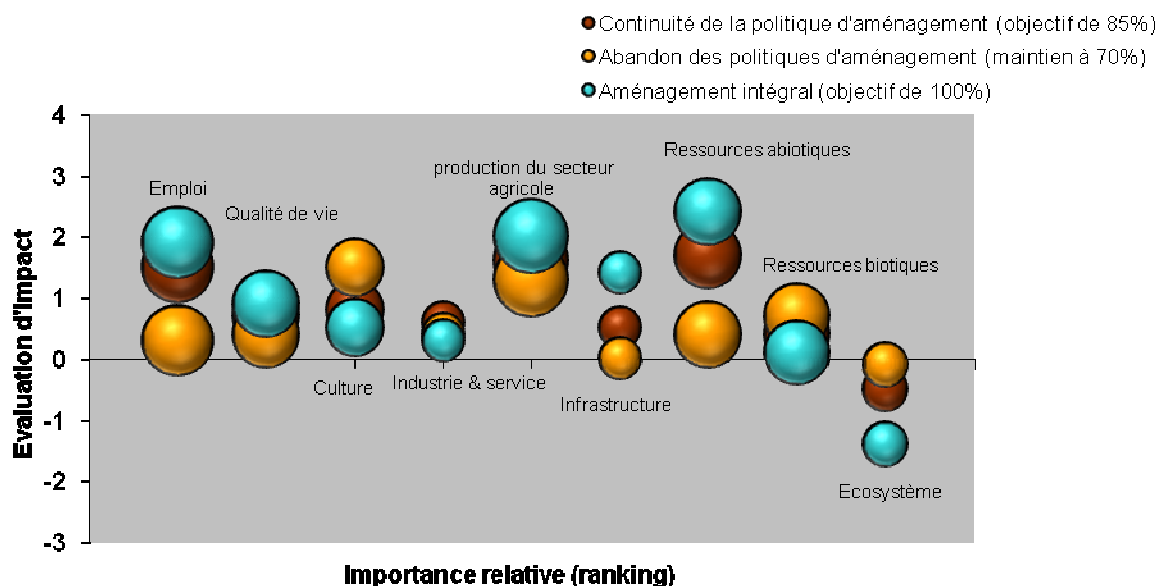 Continuité de la politique d'aménagement (objectif de 85%)
Abandon des politiques d'aménagement (maintien à 70%)
Aménagement intégral (objectif de 100%)
4
3
2
1
0
-1
-2
-3
Evaluation d'impact
Emploi
Qualité de vie
Culture
Industrie & service
production du secteur
agricole
Infrastructure
Ressources abiotiques
Ressources biotiques
Ecosystème
Importance relative (ranking)